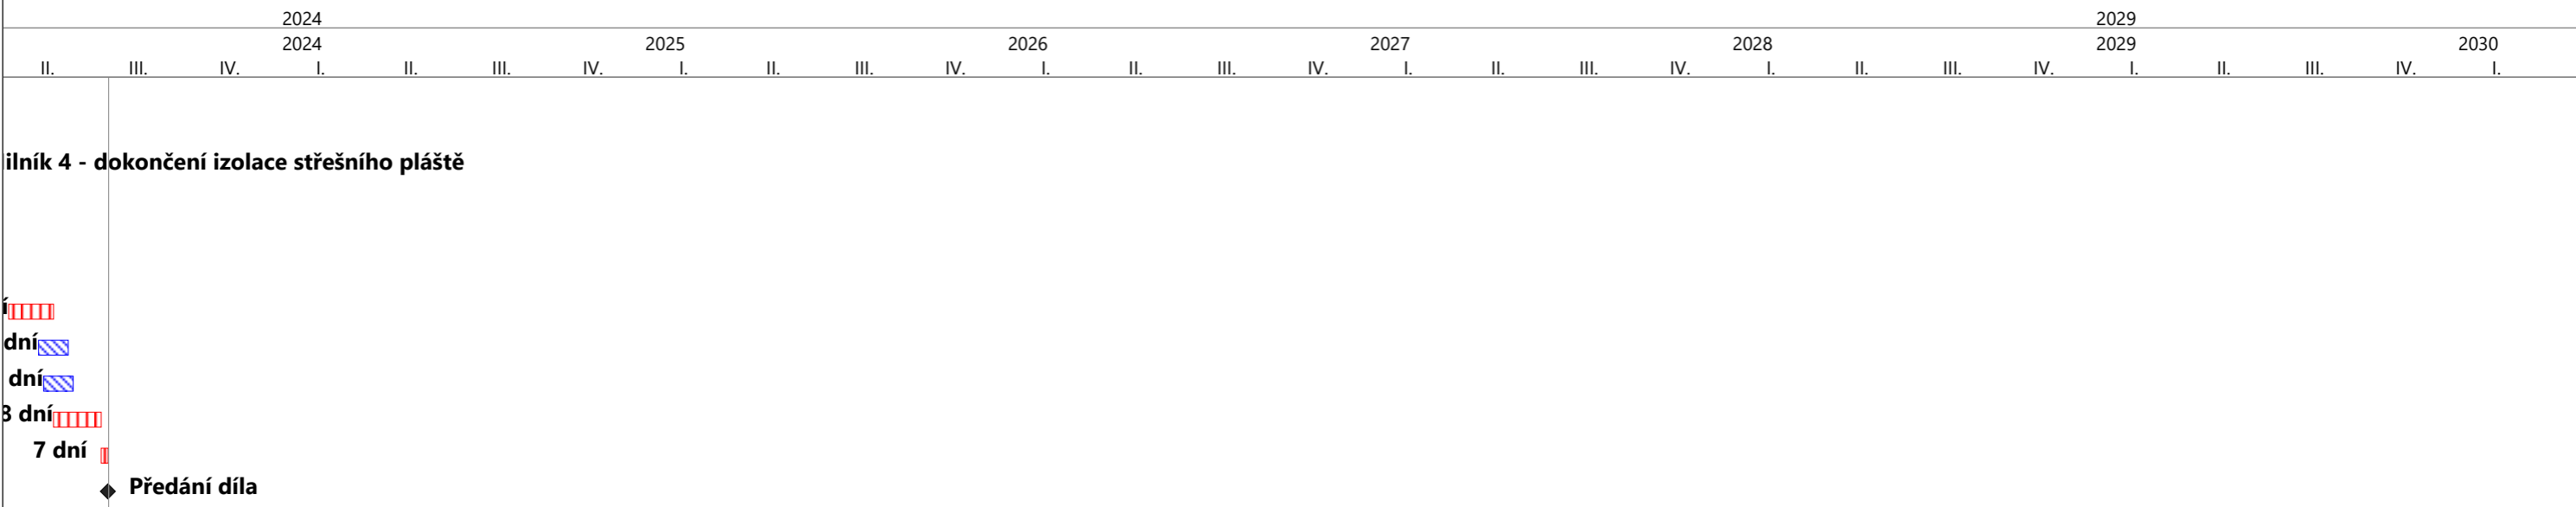 2024 2029
2024 2025 2026 2027 2028 2029 2030
II. III. IV. I. II. III. IV. I. II. III. IV. I. II. III. IV. I. II. III. IV. I. II. III. IV. I. II. III. IV. I.
ilník 4 - dokončení izolace střešního pláště
í
dní
dní
8 dní
7 dní
Předání díla